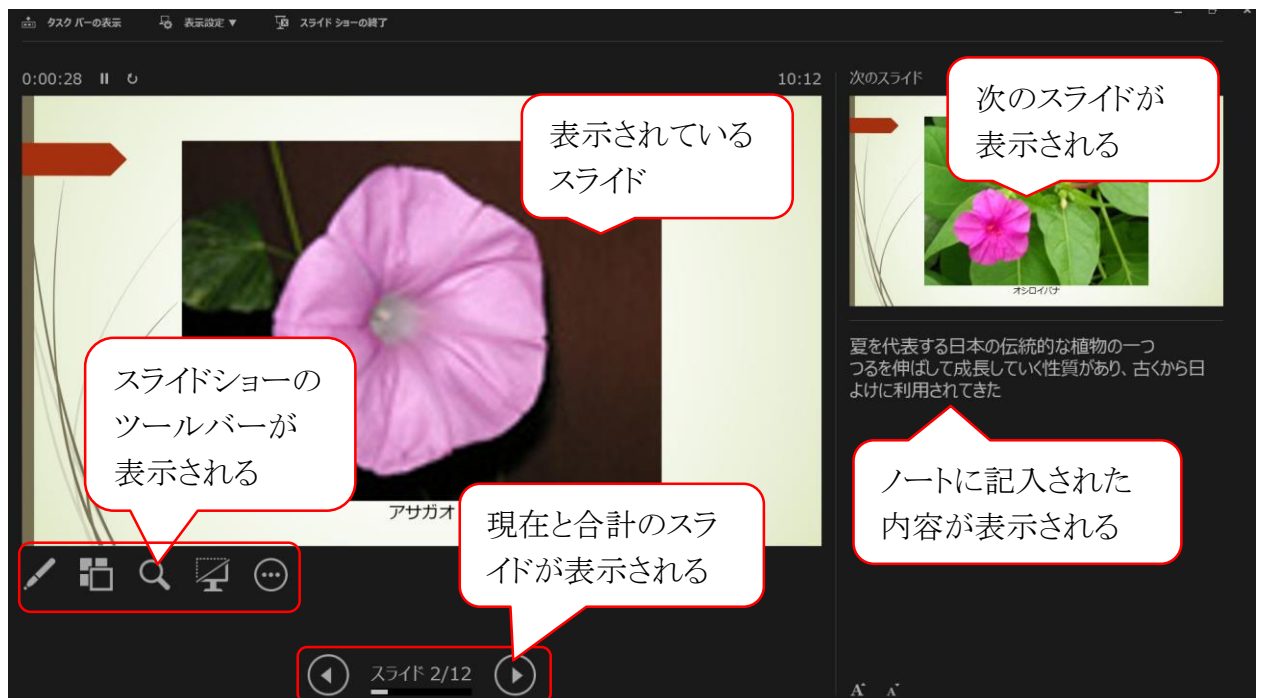 タスク バーの表示 表示設定 ▼ スライド ショーの終了
0:00:28 10:12
次のスライド
表示されている
スライド
次のスライドが
表示される
オシロイバナ
スライドショーの
ツールバーが
表示される
アサガオ
夏を代表する日本の伝統的な植物の一つ
つるを伸ばして成長していく性質があり、古くから日
よけに利用されてきた
ノートに記入された
内容が表示される
現在と合計のスラ
イドが表示される
スライド 2/12
A A